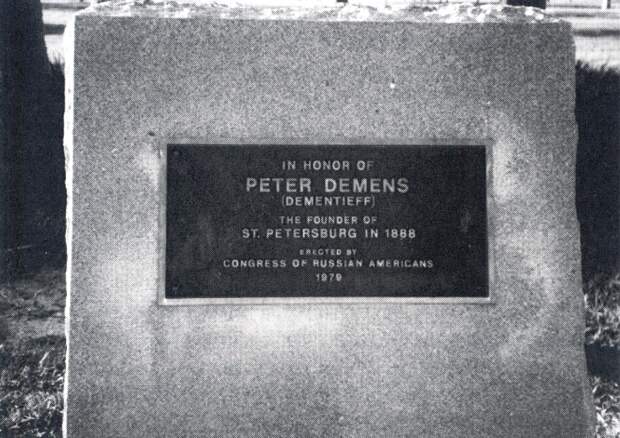 IN HONOR OF
PETER DEMENS
(DEMENTIEFF)
THE FOUNDER OF
ST. PETERSBURG IN 1888
ERECTED BY
CONGRESS OF RUSSIAN AMERICANS
1979